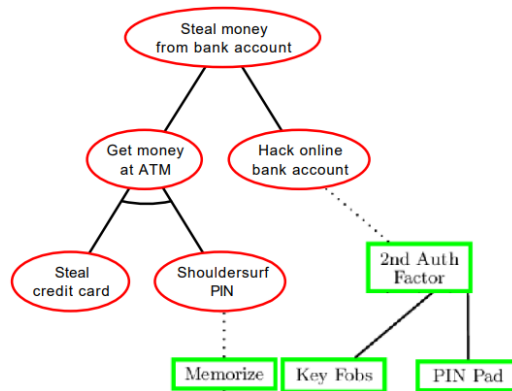 Steal money
from bank account
Get money
at ATM
Hack online
bank account
Steal
credit card
Shouldersurf
PIN
2nd Auth
Factor
Memorize
Key Fobs
PIN Pad